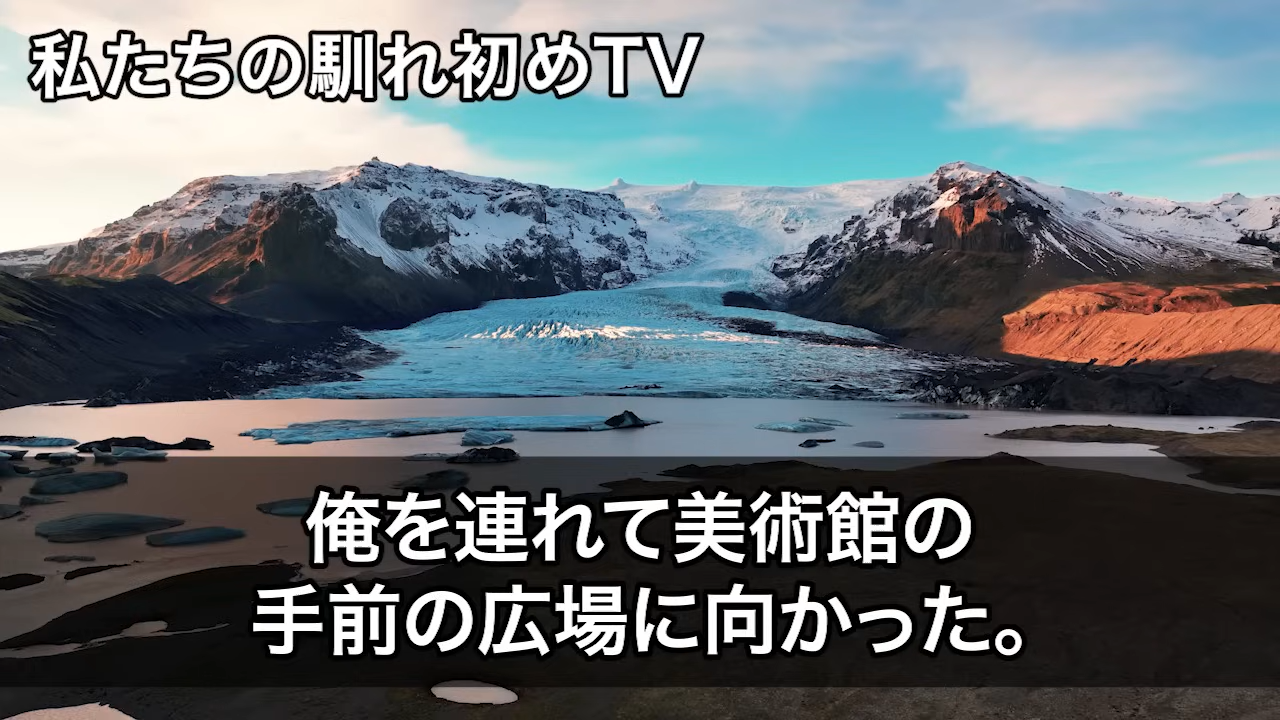 私たちの馴れ初めTV
俺を連れて美術館の
手前の広場に向かった。